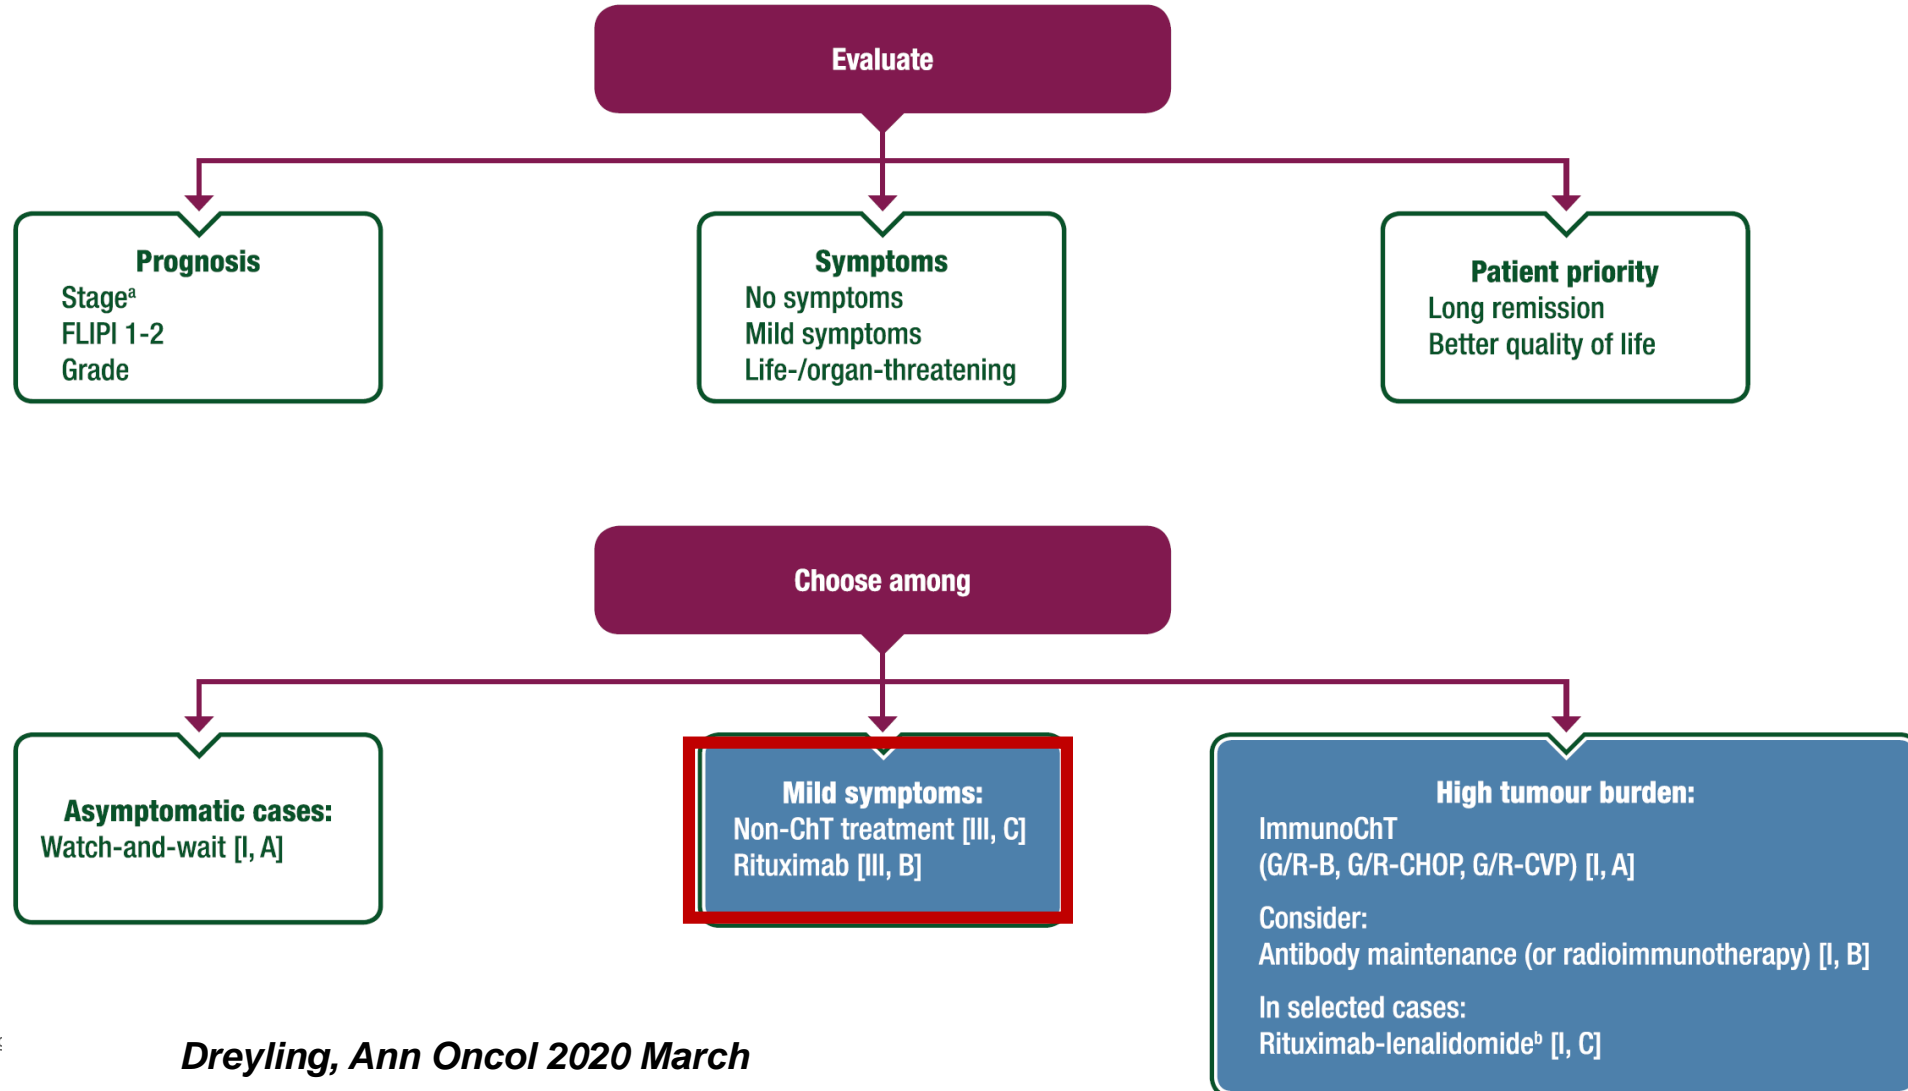 Evaluate
Prognosis
Stageᵃ
FLIPI 1-2
Grade
Symptoms
No symptoms
Mild symptoms
Life-/organ-threatening
Patient priority
Long remission
Better quality of life
Choose among
Asymptomatic cases:
Watch-and-wait [I, A]
Mild symptoms:
Non-ChT treatment [III, C]
Rituximab [III, B]
High tumour burden:
ImmunoChT
(G/R-B, G/R-CHOP, G/R-CVP) [I, A]
Consider:
Antibody maintenance (or radioimmunotherapy) [I, B]
In selected cases:
Rituximab-lenalidomideᵇ [I, C]
Dreyling, Ann Oncol 2020 March